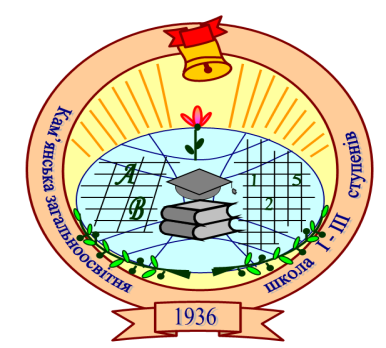 Кам'янська загальноосвітня
школа І - ІІІ ступенів
А
В
1 5
2
1936